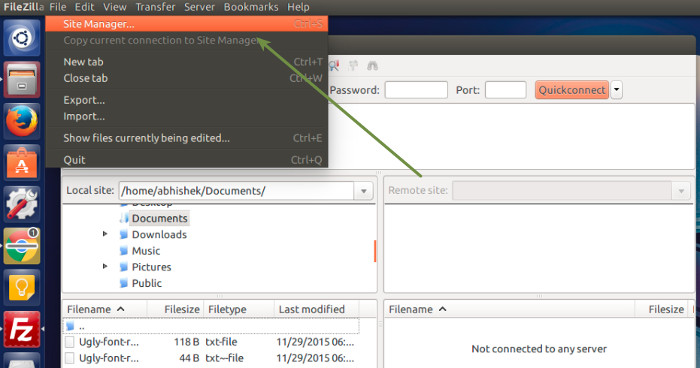 FileZilla File Edit View Transfer Server Bookmarks Help
Site Manager... Ctrl+S
Copy current connection to Site Manager...
New tab Ctrl+T
Close tab Ctrl+W
Export...
Import...
Show files currently being edited... Ctrl+E
Quit Ctrl+Q
Password: Port: Quickconnect
Local site: /home/abhishek/Documents/ Remote site:
Desktop
Documents
Downloads
Music
Pictures
Public
Filename Filesize Filetype Last modified Filename Filesize
..
Ugly-font-r... 118 B txt-file 11/29/2015 06:...
Ugly-font-r... 44 B txt~-file 11/29/2015 06:...
Not connected to any server
1
Fz